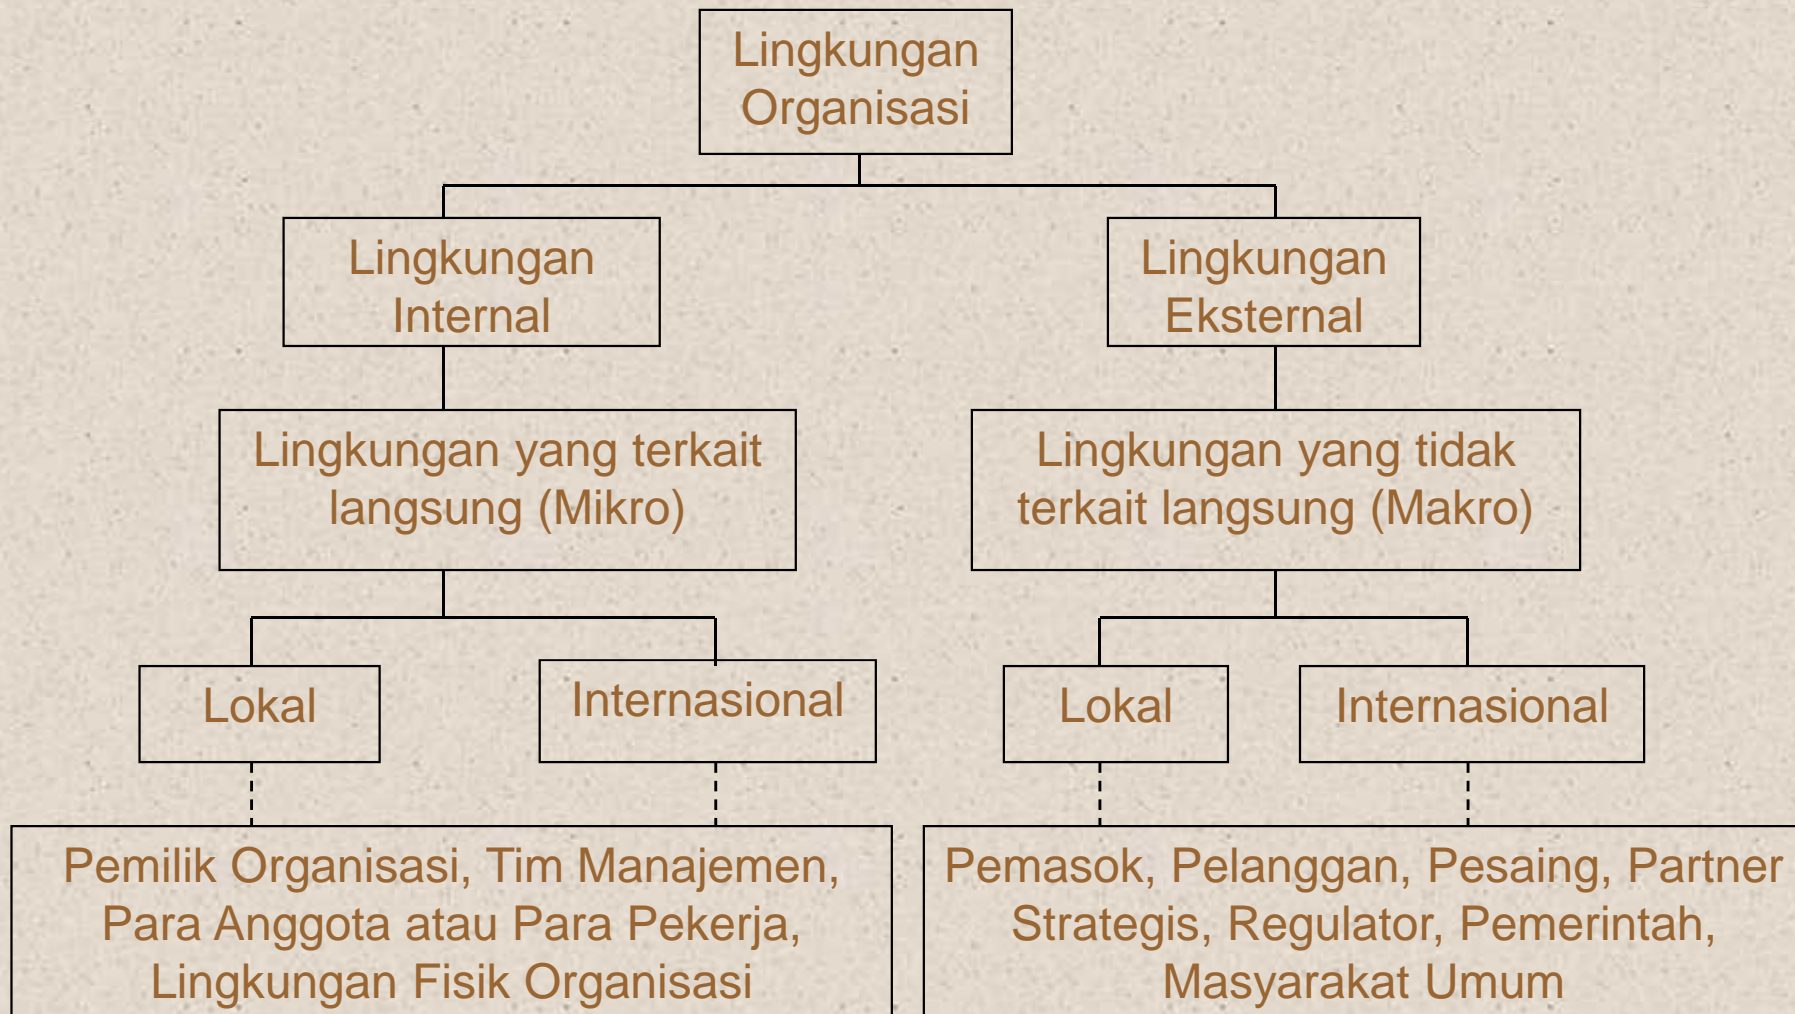 Lingkungan
Organisasi
Lingkungan
Internal
Lingkungan
Eksternal
Lingkungan yang terkait
langsung (Mikro)
Lingkungan yang tidak
terkait langsung (Makro)
Lokal
Internasional
Lokal
Internasional
Pemilik Organisasi, Tim Manajemen,
Para Anggota atau Para Pekerja,
Lingkungan Fisik Organisasi
Pemasok, Pelanggan, Pesaing, Partner
Strategis, Regulator, Pemerintah,
Masyarakat Umum